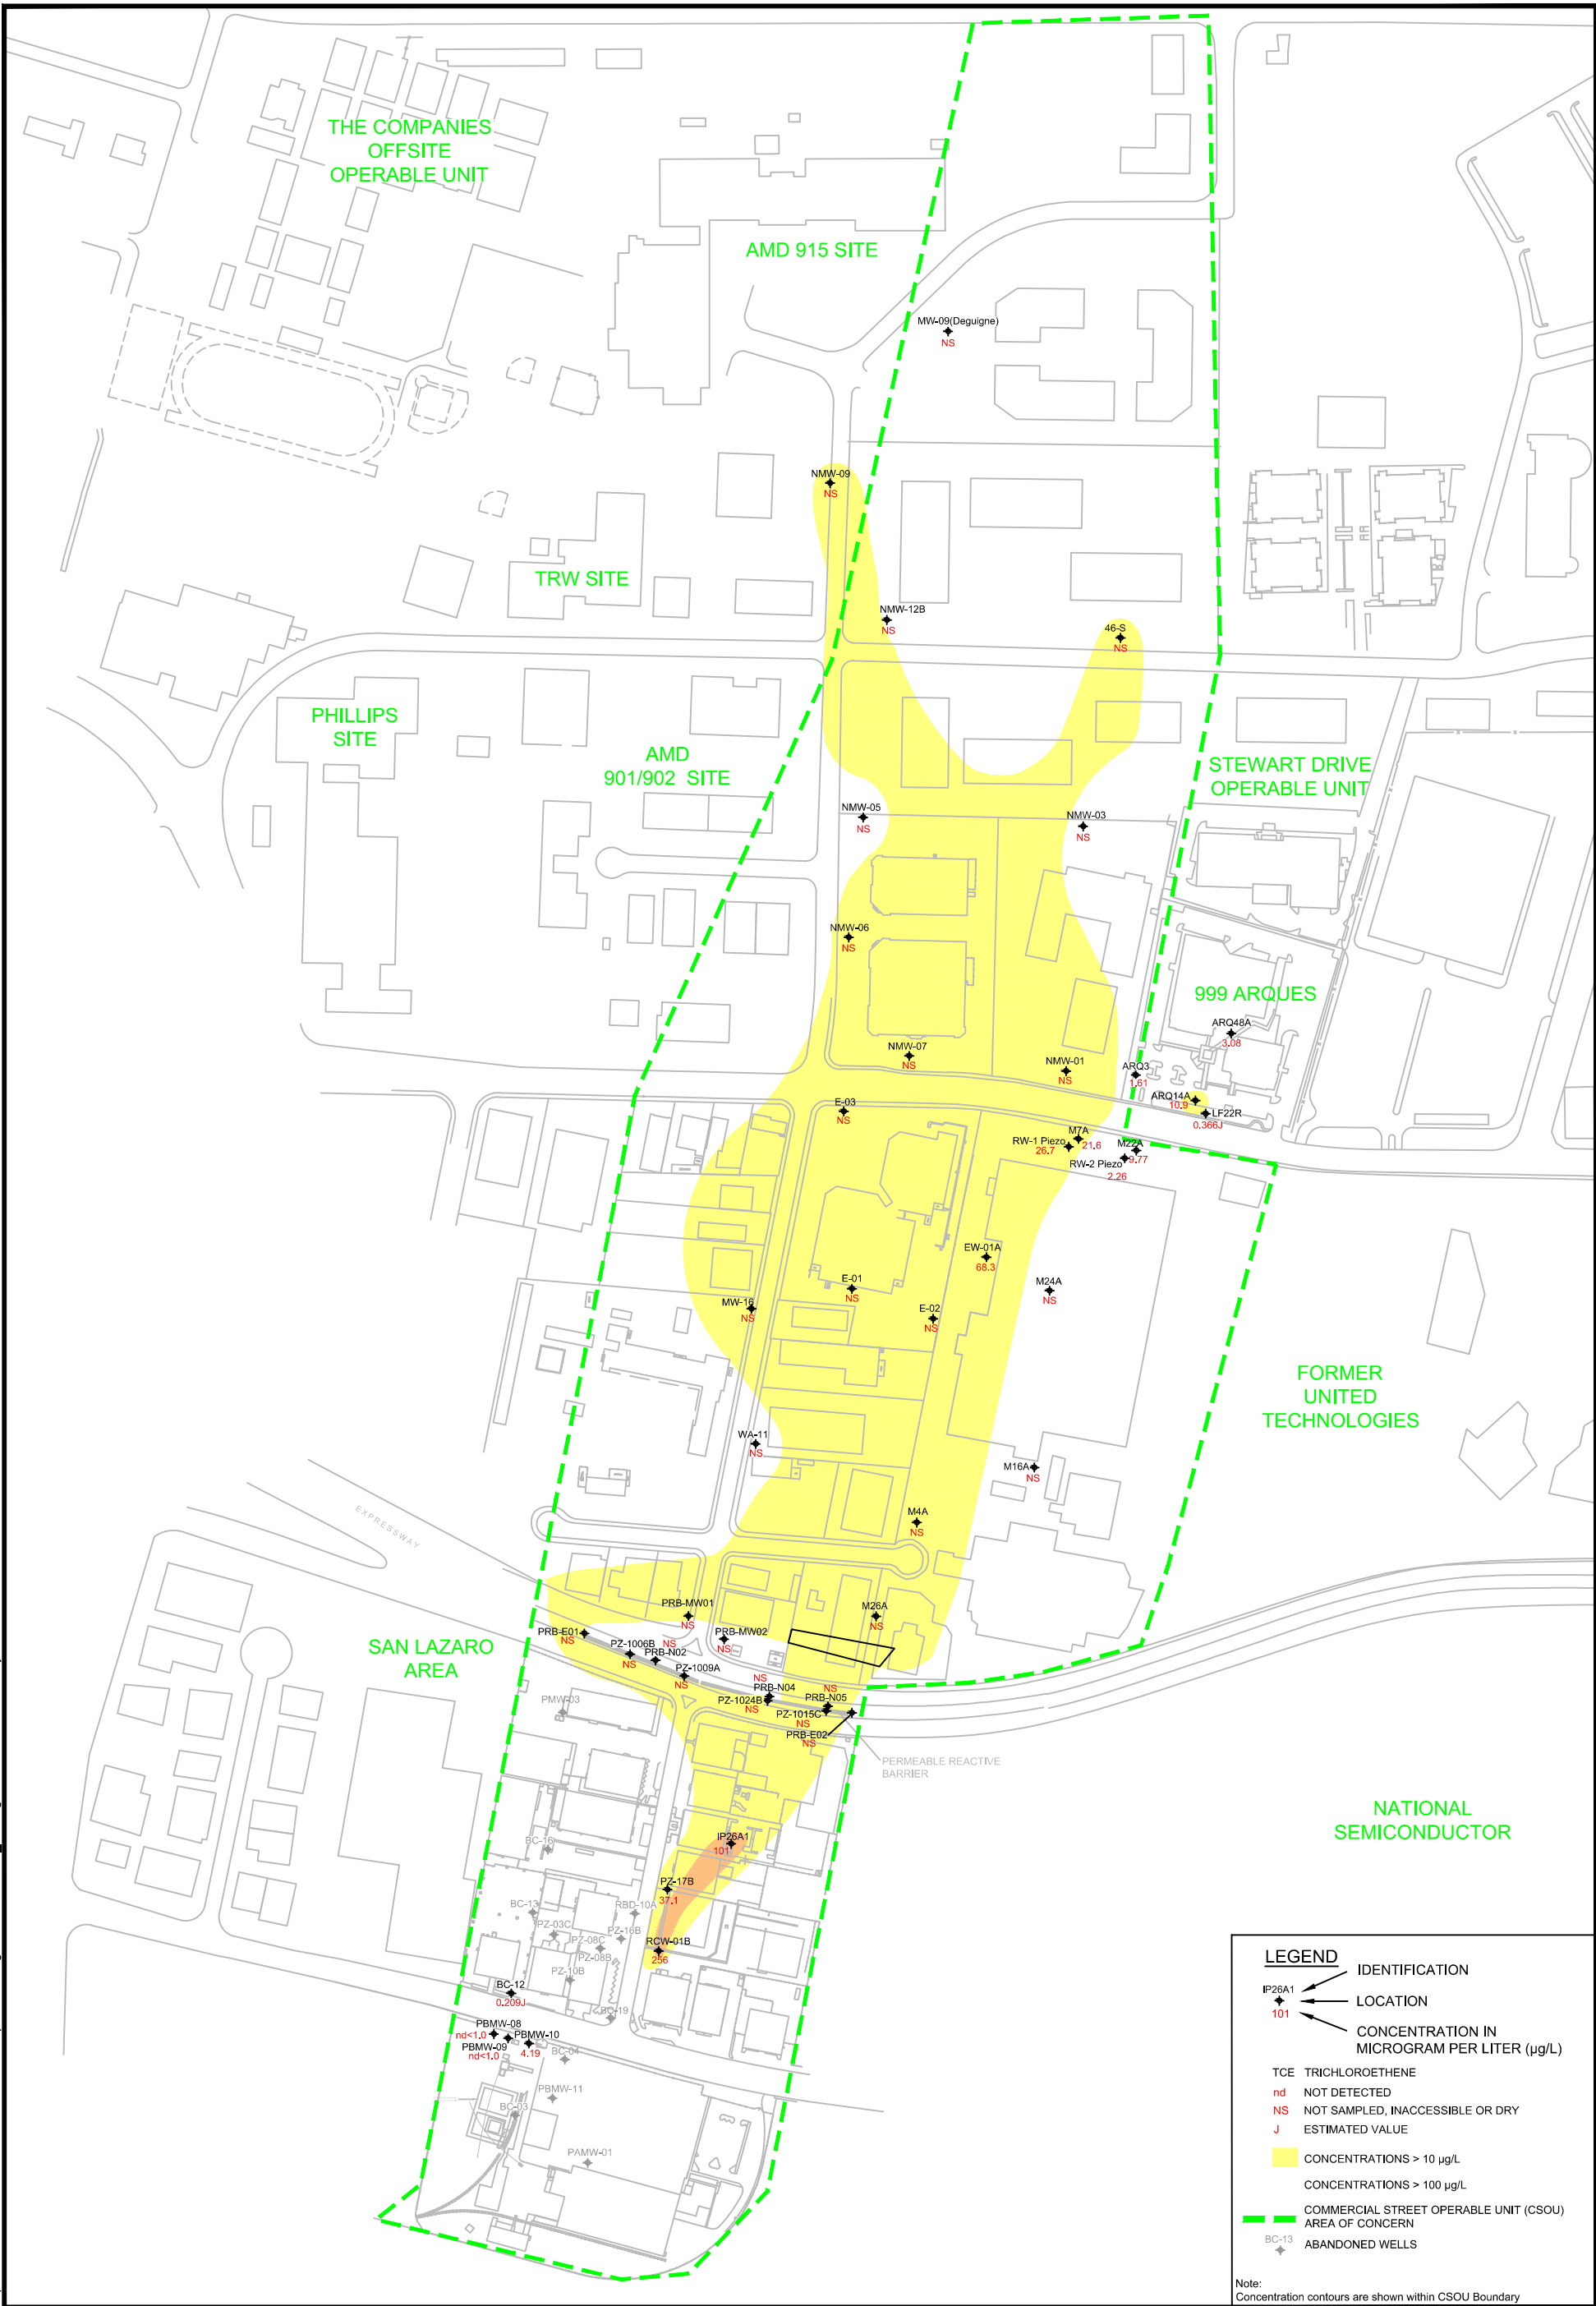 THE COMPANIES
OFFSITE
OPERABLE UNIT
AMD 915 SITE
MW-09(Deguigne)
NS
NMW-09
NS
TRW SITE
NMW-12B
NS
46-S
NS
PHILLIPS
SITE
AMD
901/902 SITE
STEWART DRIVE
OPERABLE UNIT
NMW-05
NS
NMW-03
NS
NMW-06
NS
999 ARQUES
ARQ48A
3.08
NMW-07
NS
NMW-01
NS
ARQ3
1.61
ARQ14A
10.9
LF22R
0.366J
E-03
NS
M7A
21.6
RW-1 Piezo
26.7
M22A
9.77
RW-2 Piezo
2.26
EW-01A
68.3
E-01
NS
M24A
NS
MW-16
NS
E-02
NS
FORMER
UNITED
TECHNOLOGIES
WA-11
NS
M16A
NS
M4A
NS
EXPRESSWAY
PRB-MW01
NS
M26A
NS
PRB-E01
NS
PRB-MW02
NS
SAN LAZARO
AREA
PZ-1006B
NS
NS
PRB-N02
PZ-1009A
NS
NS
PRB-N04
PZ-1024B
NS
NS
PRB-N05
PZ-1015C
NS
PRB-E02
NS
PMW-03
PERMEABLE REACTIVE
BARRIER
NATIONAL
SEMICONDUCTOR
IP26A1
101
BC-16
PZ-17B
37.1
BC-13
RBD-10A
PZ-03C
PZ-16B
PZ-08C
PZ-08B
RCW-01B
256
PZ-10B
BC-12
0.209J
BC-19
PBMW-08
nd<1.0
PBMW-10
4.19
PBMW-09
nd<1.0
BC-04
PBMW-11
BC-03
PAMW-01
LEGEND
IDENTIFICATION
IP26A1
LOCATION
101
CONCENTRATION IN
MICROGRAM PER LITER (µg/L)
TCE TRICHLOROETHENE
nd NOT DETECTED
NS NOT SAMPLED, INACCESSIBLE OR DRY
J ESTIMATED VALUE
CONCENTRATIONS > 10 µg/L
CONCENTRATIONS > 100 µg/L
COMMERCIAL STREET OPERABLE UNIT (CSOU)
AREA OF CONCERN
BC-13
ABANDONED WELLS
Note:
Concentration contours are shown within CSOU Boundary